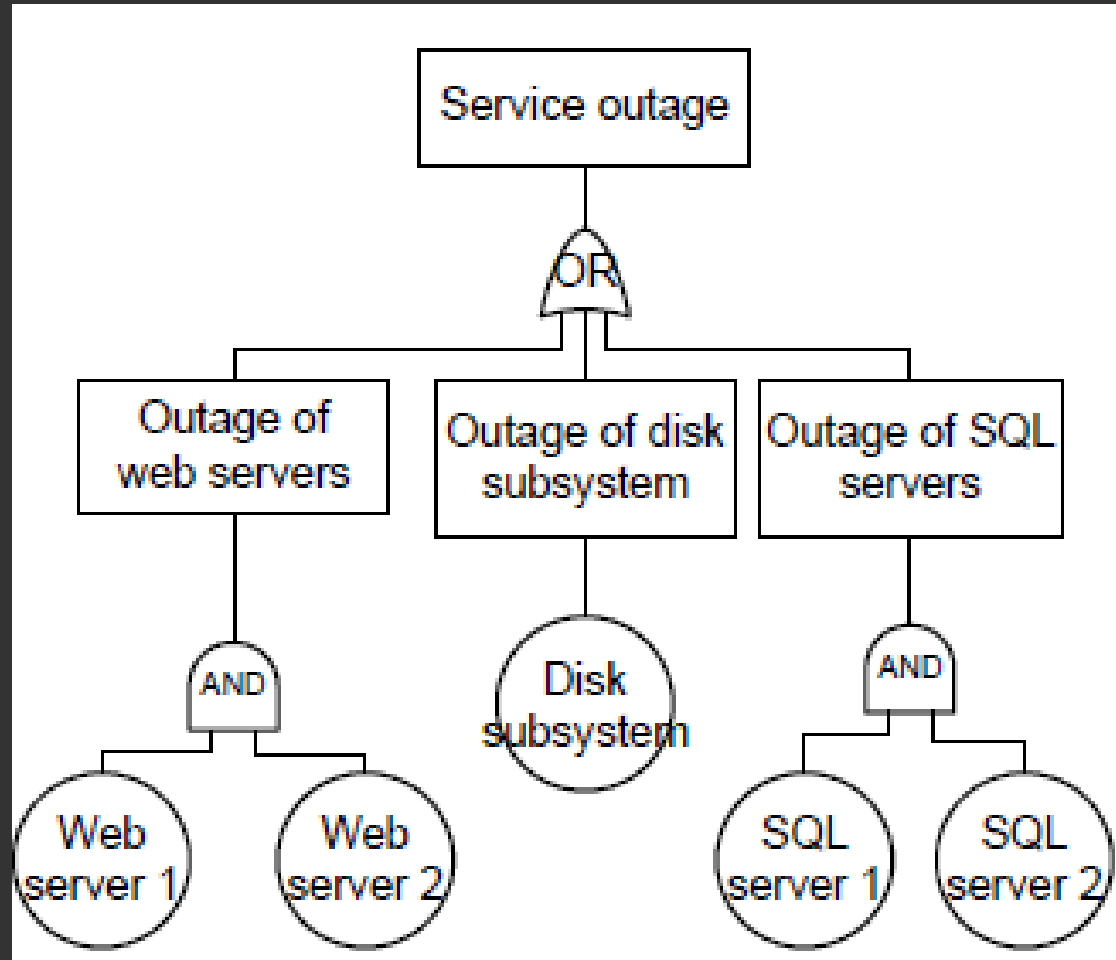 Service outage
OR
Outage of
web servers
Outage of disk
subsystem
Outage of SQL
servers
AND
Disk
subsystem
AND
Web
server 1
Web
server 2
SQL
server 1
SQL
server 2